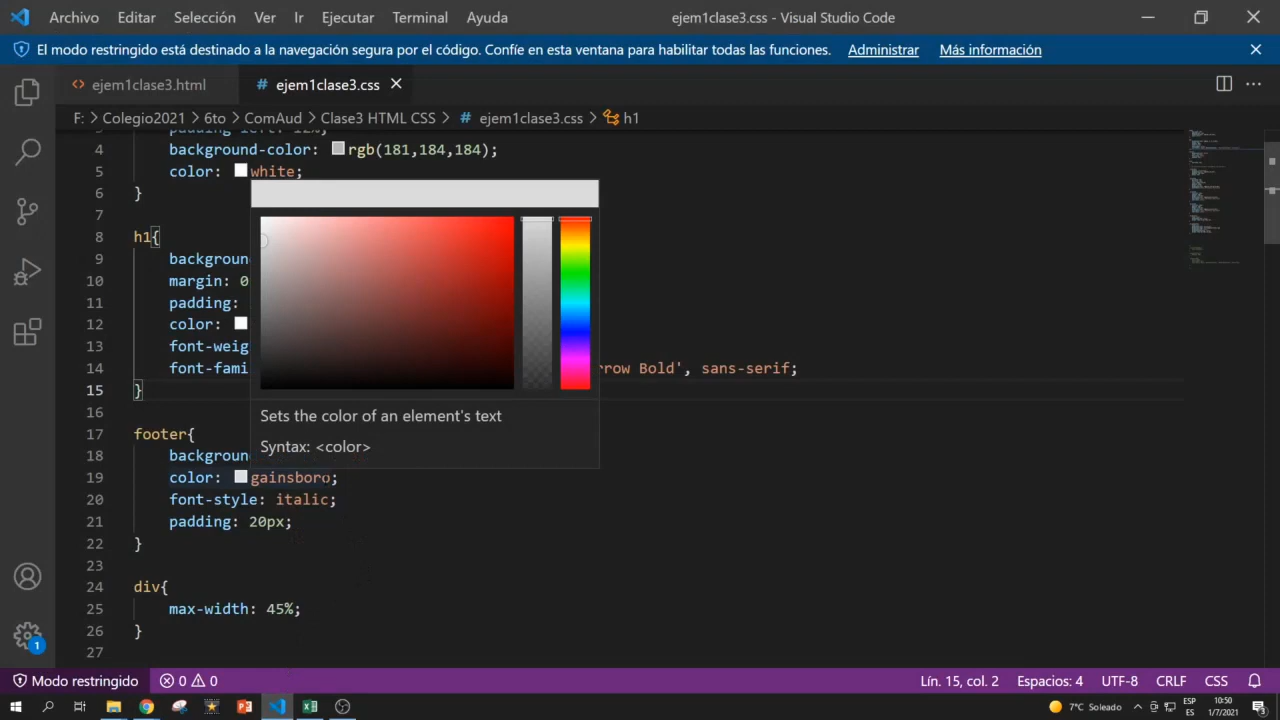 Archivo Editar Selección Ver Ir Ejecutar Terminal Ayuda ejem1clase3.css - Visual Studio Code
El modo restringido está destinado a la navegación segura por el código. Confíe en esta ventana para habilitar todas las funciones. Administrar Más información
ejem1clase3.html # ejem1clase3.css
F: > Colegio2021 > 6to > ComAud > Clase3 HTML CSS > # ejem1clase3.css > h1
4 background-color: rgb(181,184,184);
5 color: white;
6 }
7
8 h1{
9 backgroun
10 margin: 0
11 padding:
12 color:
13 font-weig
14 font-fami rrow Bold', sans-serif;
15 }
16
Sets the color of an element's text
17 footer{
Syntax: <color>
18 backgroun
19 color: gainsboro;
20 font-style: italic;
21 padding: 20px;
22 }
23
24 div{
25 max-width: 45%;
26 }
27
Modo restringido 0 0 Lín. 15, col. 2 Espacios: 4 UTF-8 CRLF CSS
7°C Soleado ESP ES 10:50 1/7/2021